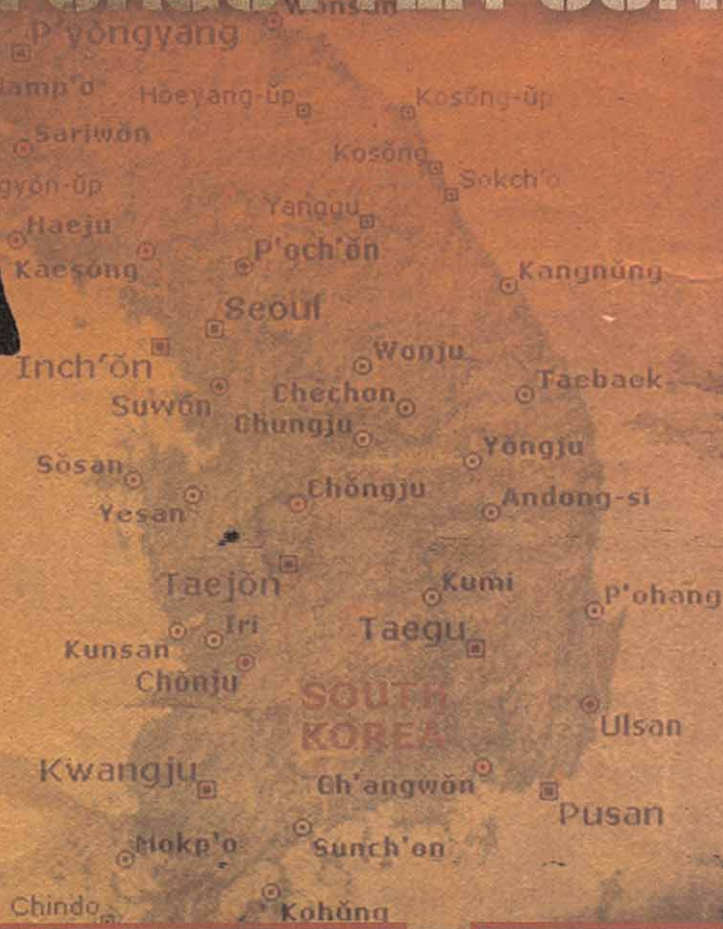 Wŏnsan
P'yŏngyang
Hoeyang-ŭp
Kosŏng-ŭp
Sariwŏn
Kosŏng
Sokch'o
Yanggu
Haeju
P'och'ŏn
Kaesŏng
Kangnŭng
Seoul
Wonju
Inch'ŏn
Taebaek
Chechon
Suwŏn
Chungju
Yŏngju
Sŏsan
Chŏngju
Andong-si
Yesan
Taejŏn
Kumi
P'ohang
Iri
Taegu
Kunsan
Chŏnju
SOUTH
KOREA
Ulsan
Kwangju
Ch'angwŏn
Pusan
Mokp'o
Sunch'on
Chindo
Kohŭng